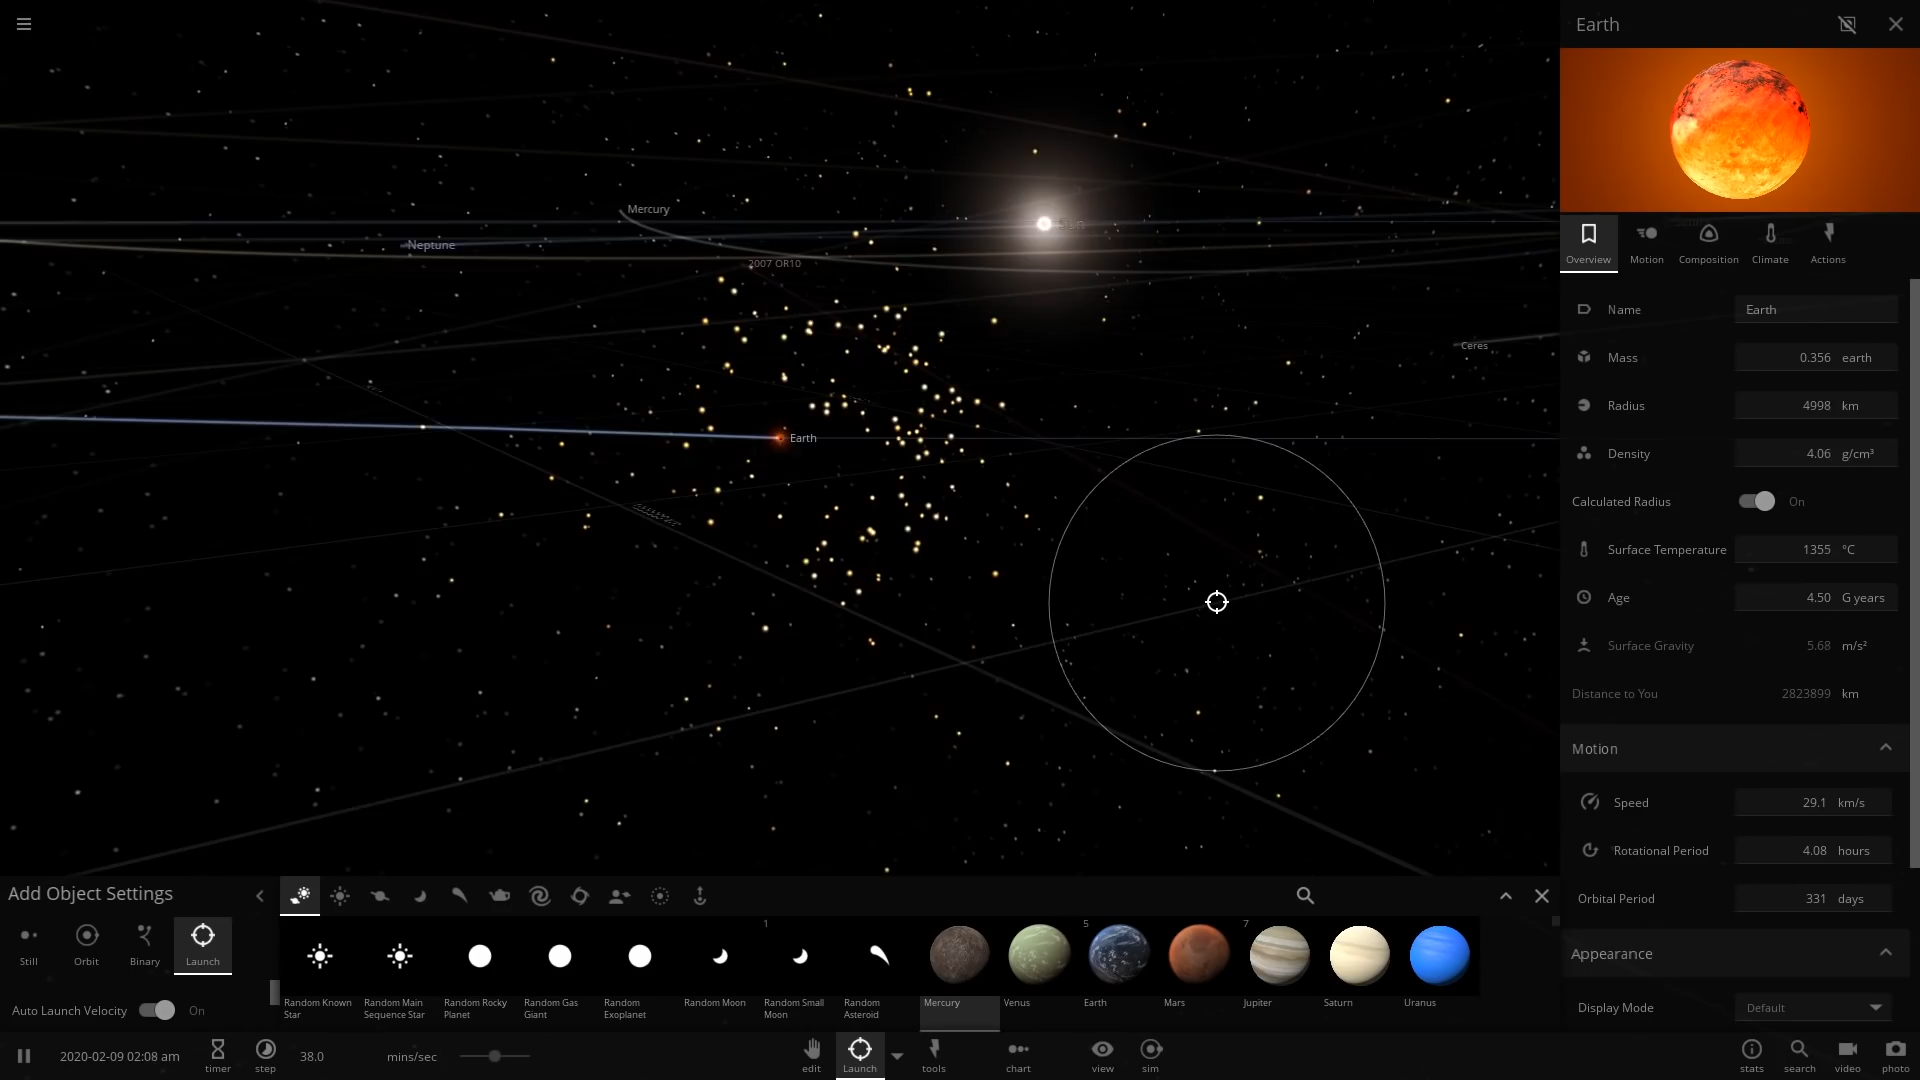 Earth
Mercury
Neptune
Sun
2007 OR10
Ceres
Earth
Overview
Motion
Composition
Climate
Actions
Name
Earth
Mass
0.356 earth
Radius
4998 km
Density
4.06 g/cm³
Calculated Radius
On
Surface Temperature
1355 °C
Age
4.50 G years
Surface Gravity
5.68 m/s²
Distance to You
2823899 km
Motion
Speed
29.1 km/s
Rotational Period
4.08 hours
Orbital Period
331 days
Appearance
Display Mode
Default
Add Object Settings
Still
Orbit
Binary
Launch
Auto Launch Velocity
On
1
5
7
Random Known
Star
Random Main
Sequence Star
Random Rocky
Planet
Random Gas
Giant
Random
Exoplanet
Random Moon
Random Small
Moon
Random
Asteroid
Mercury
Venus
Earth
Mars
Jupiter
Saturn
Uranus
2020-02-09 02:08 am
timer
step
38.0
mins/sec
edit
Launch
tools
chart
view
sim
stats
search
video
photo